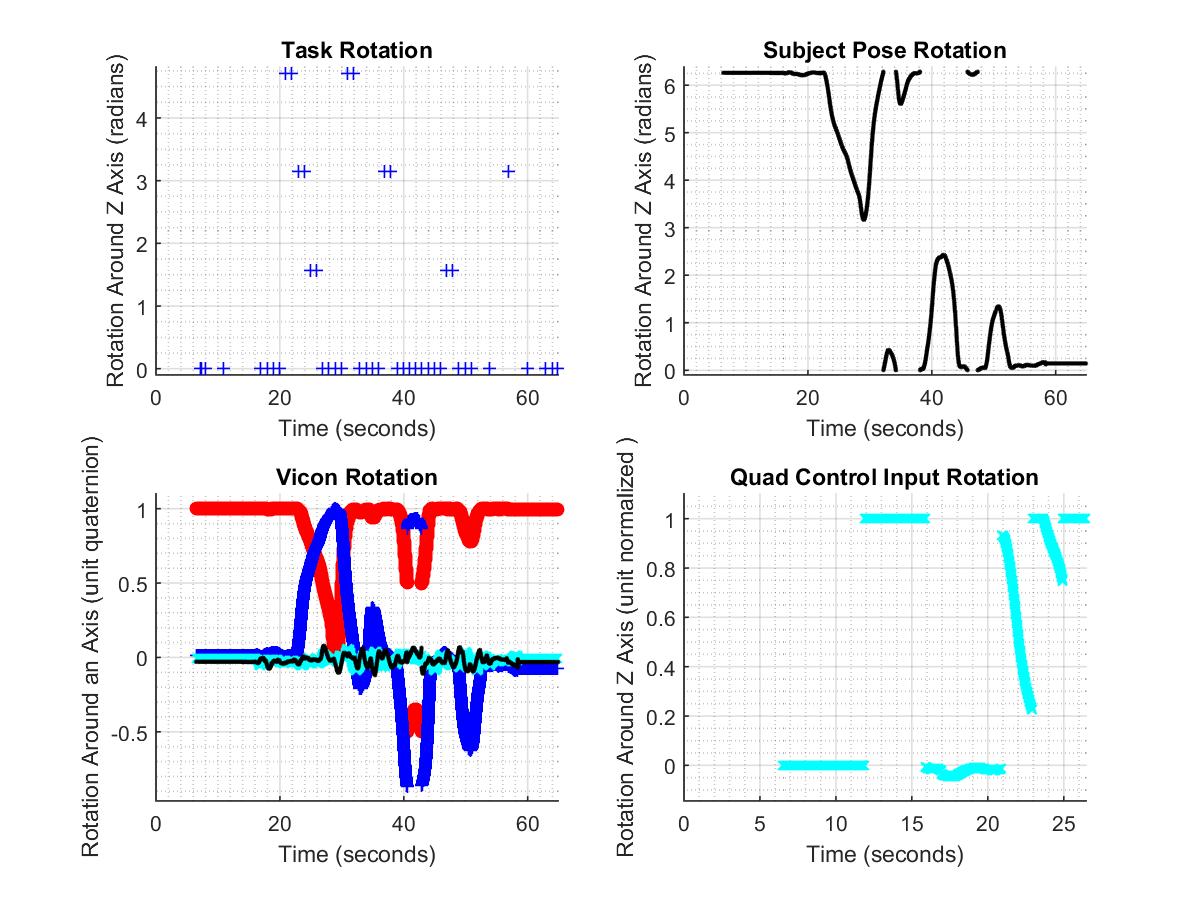 Task Rotation
Rotation Around Z Axis (radians)
4
3
2
1
0
0 20 40 60
Time (seconds)
Subject Pose Rotation
Rotation Around Z Axis (radians)
6
5
4
3
2
1
0
0 20 40 60
Time (seconds)
Vicon Rotation
Rotation Around an Axis (unit quaternion)
1
0.5
0
-0.5
0 20 40 60
Time (seconds)
Quad Control Input Rotation
Rotation Around Z Axis (unit normalized )
1
0.8
0.6
0.4
0.2
0
0 5 10 15 20 25
Time (seconds)